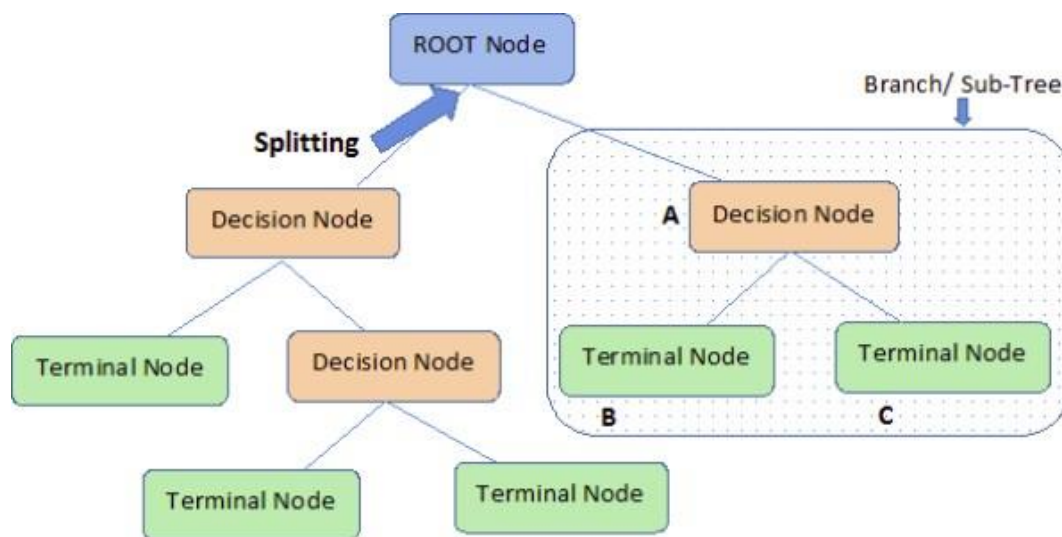 ROOT Node
Branch/ Sub-Tree
Splitting
Decision Node
A
Decision Node
Terminal Node
Decision Node
Terminal Node
Terminal Node
B
C
Terminal Node
Terminal Node